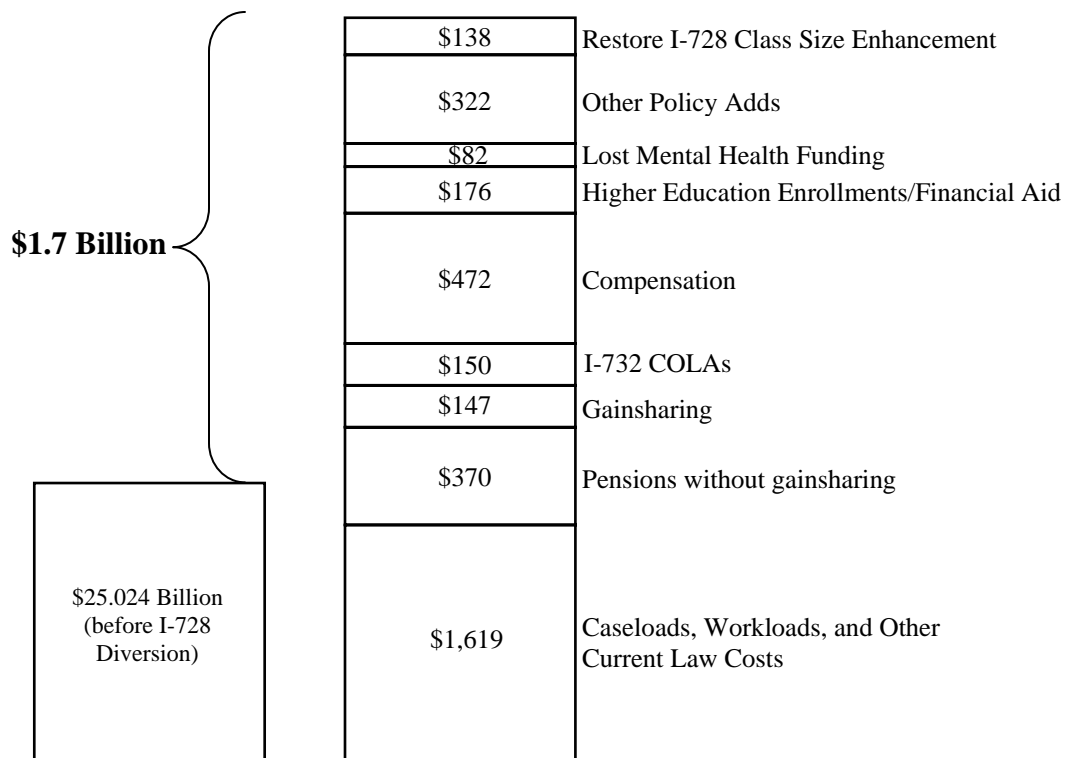 $138 Restore I-728 Class Size Enhancement
$322 Other Policy Adds
$82 Lost Mental Health Funding
$176 Higher Education Enrollments/Financial Aid
$1.7 Billion
$472 Compensation
$150 I-732 COLAs
$147 Gainsharing
$370 Pensions without gainsharing
$25.024 Billion
(before I-728
Diversion)
$1,619 Caseloads, Workloads, and Other
Current Law Costs